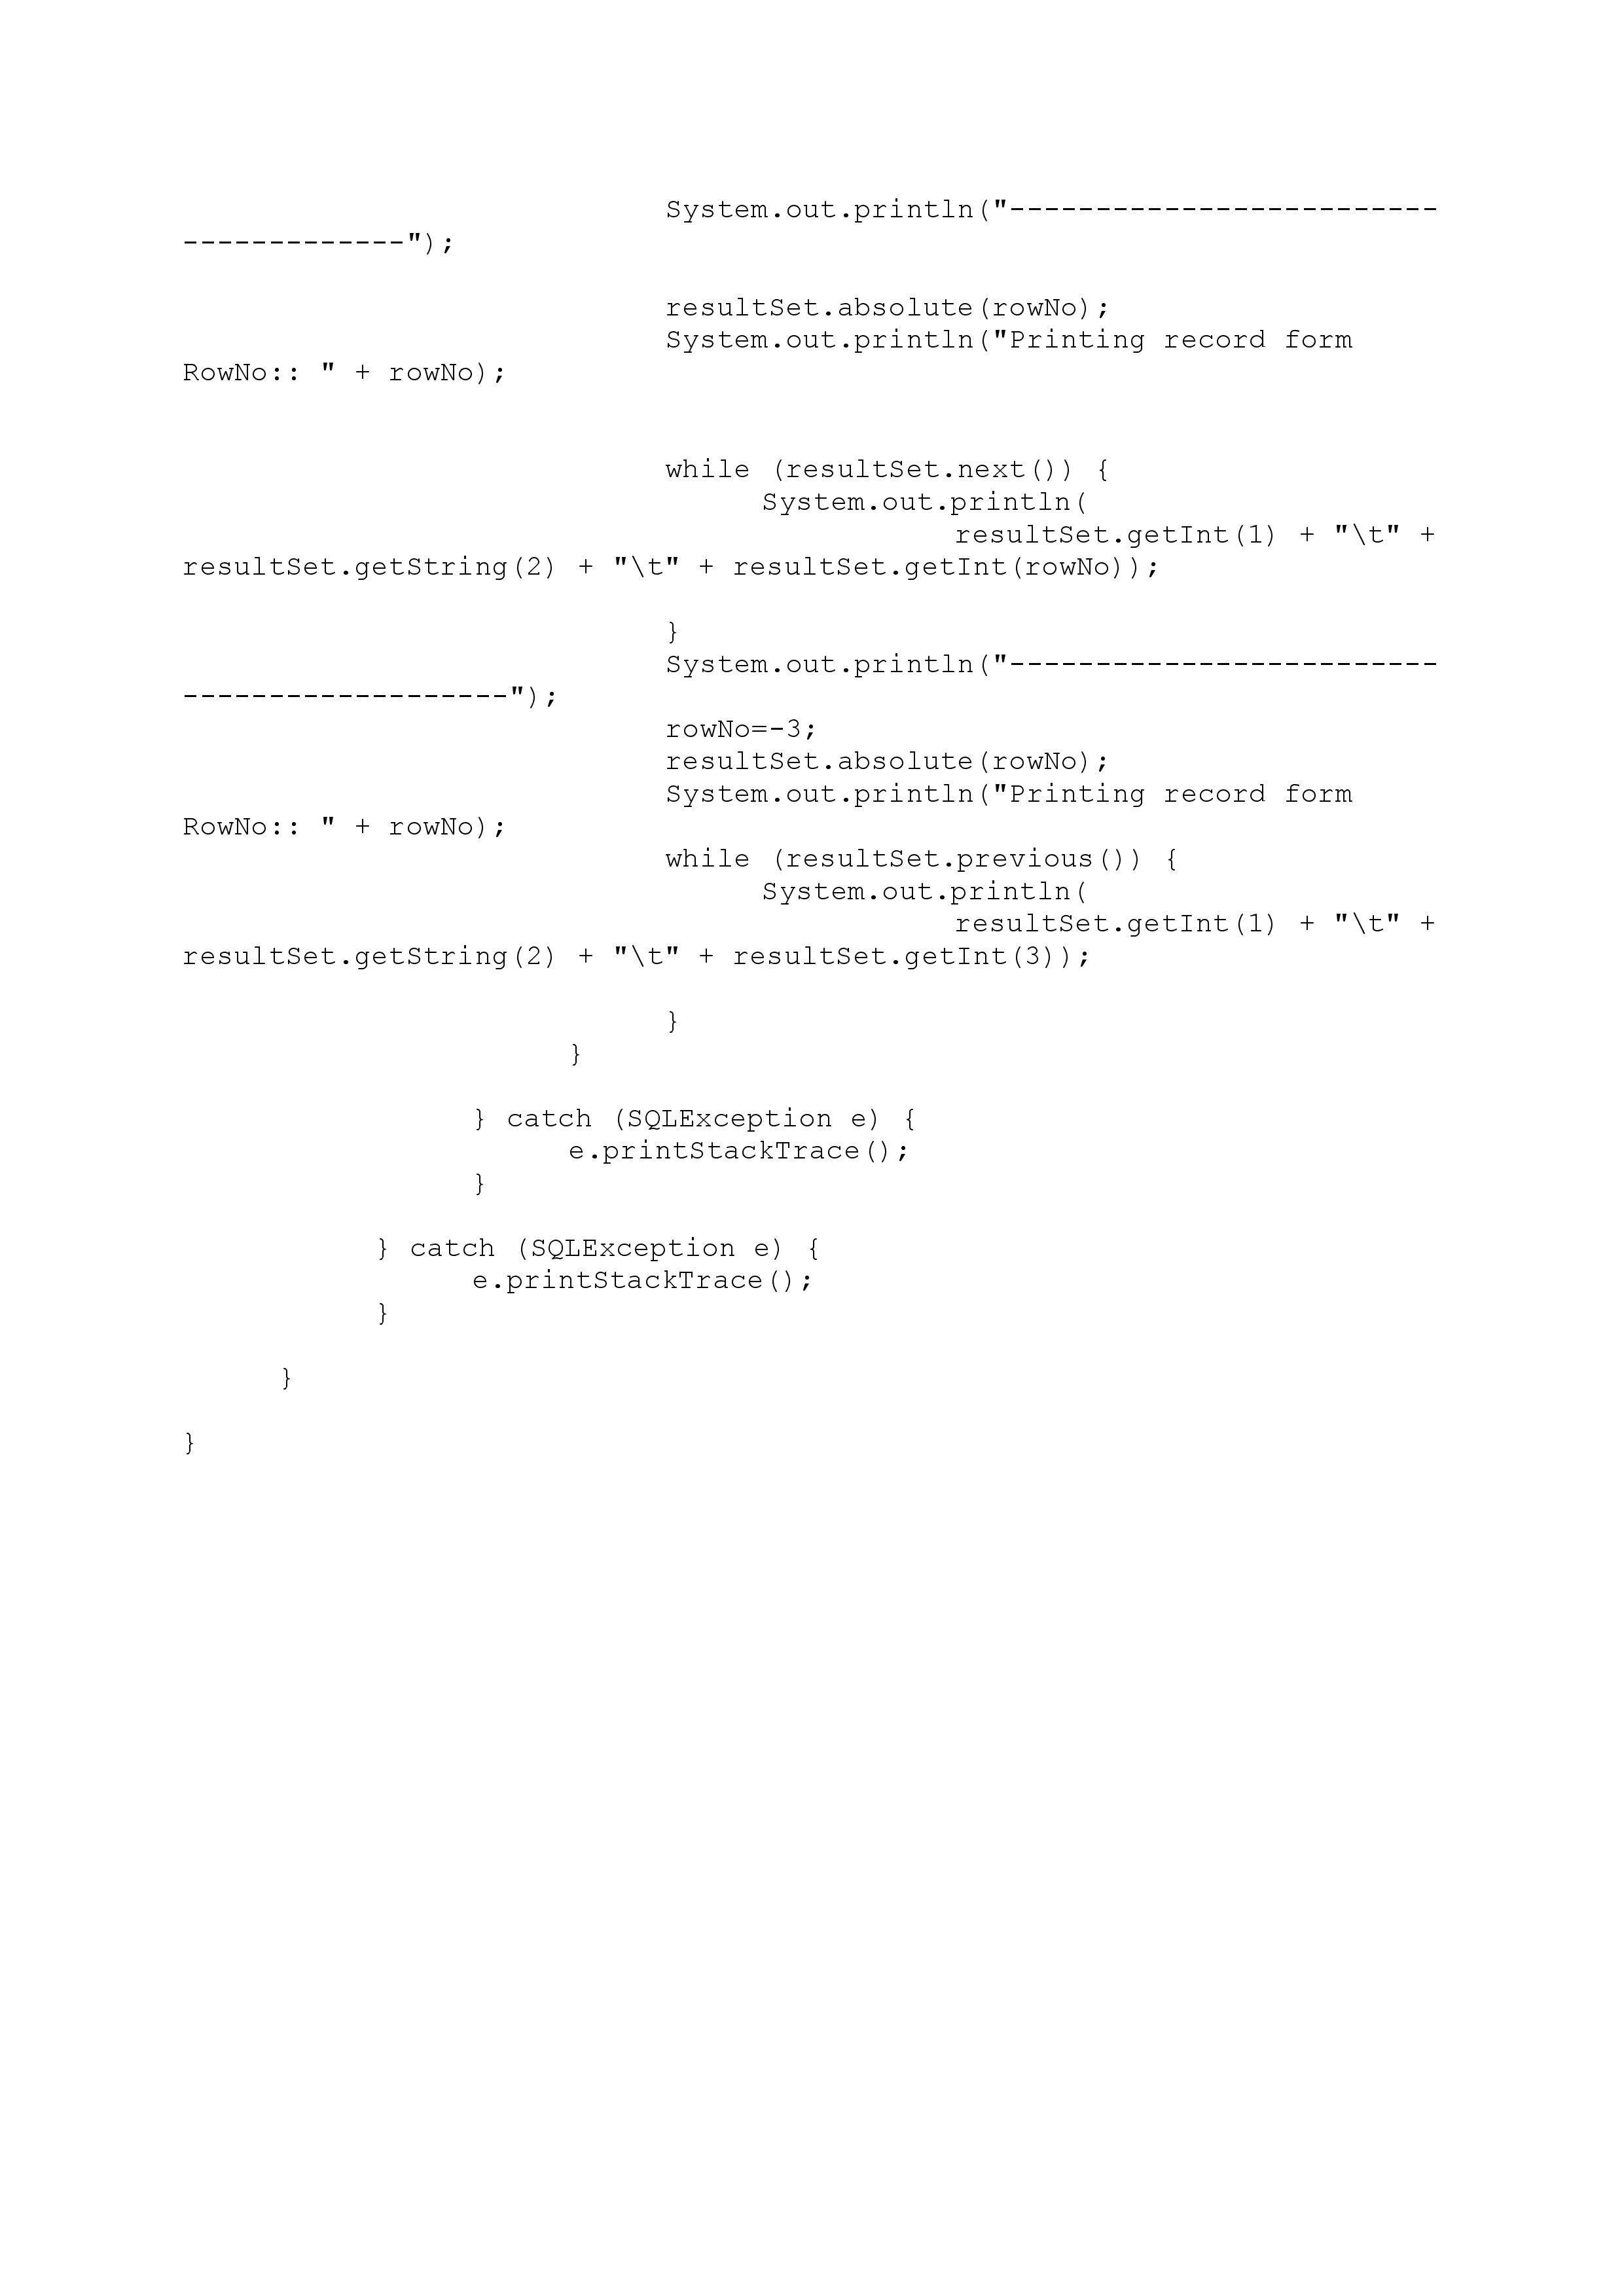 System.out.println("-------------------------
-------------");
resultSet.absolute(rowNo);
System.out.println("Printing record form
RowNo:: " + rowNo);
while (resultSet.next()) {
System.out.println(
resultSet.getInt(1) + "\t" +
resultSet.getString(2) + "\t" + resultSet.getInt(rowNo));
}
System.out.println("-------------------------
-------------------");
rowNo=-3;
resultSet.absolute(rowNo);
System.out.println("Printing record form
RowNo:: " + rowNo);
while (resultSet.previous()) {
System.out.println(
resultSet.getInt(1) + "\t" +
resultSet.getString(2) + "\t" + resultSet.getInt(3));
}
}
} catch (SQLException e) {
e.printStackTrace();
}
} catch (SQLException e) {
e.printStackTrace();
}
}
}